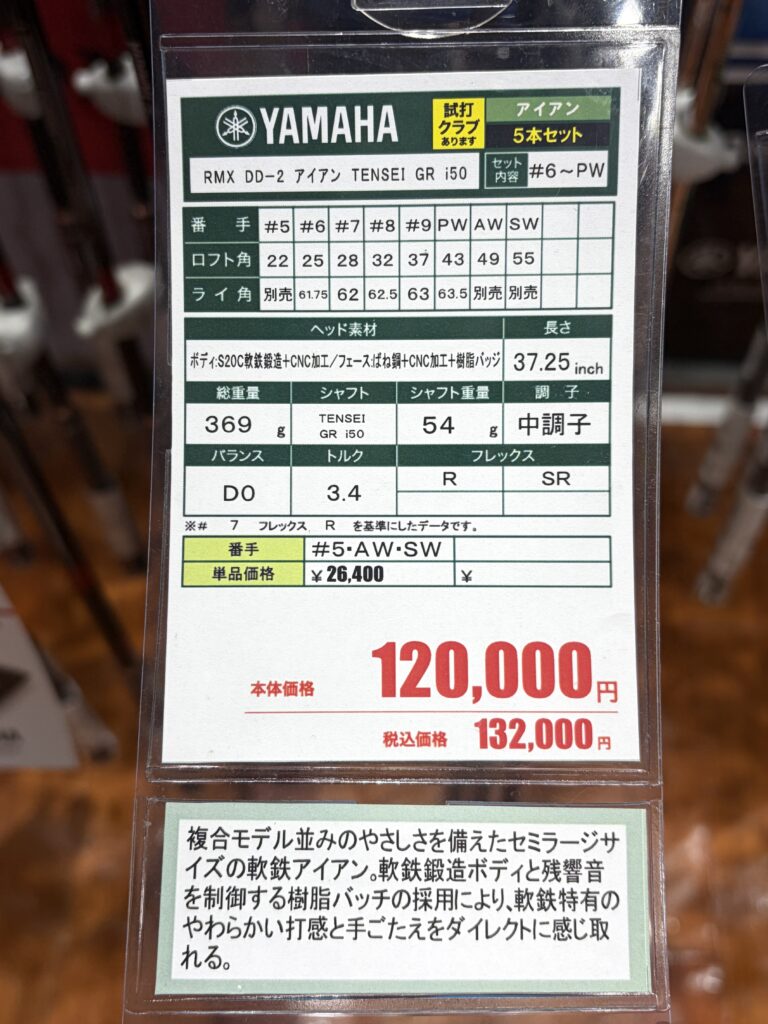 YAMAHA
試打
クラブ
あります
アイアン
5本セット
RMX DD-2 アイアン TENSEI GR i50
セット
内容
#6～PW
番 手 #5 #6 #7 #8 #9 PW AW SW
ロフト角 22 25 28 32 37 43 49 55
ライ角 別売 61.75 62 62.5 63 63.5 別売 別売
ヘッド素材 長さ
ボディ:S20C軟鉄鍛造＋CNC加工/フェース:ばね鋼＋CNC加工＋樹脂バッジ 37.25 inch
総重量 シャフト シャフト重量 調 子
369 g TENSEI GR i50 54 g 中調子
バランス トルク フレックス
D0 3.4 R SR
※# 7 フレックス R を基準にしたデータです。
番手 #5・AW・SW
単品価格 ￥26,400 ￥
本体価格 120,000円
税込価格 132,000円
複合モデル並みのやさしさを備えたセミラージサ
イズの軟鉄アイアン。軟鉄鍛造ボディと残響音
を制御する樹脂バッチの採用により、軟鉄特有の
やわらかい打感と手ごたえをダイレクトに感じ取
れる。